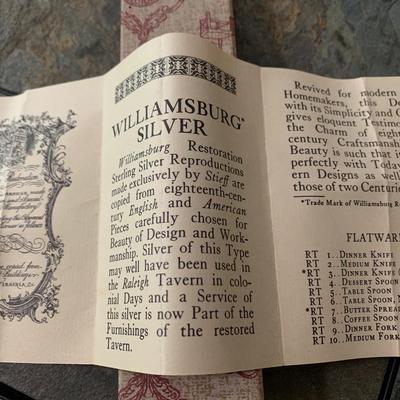 WILLIAMSBURG*
SILVER
Williamsburg Restoration
Sterling Silver Reproductions
made exclusively by Stieff are
copied from eighteenth-cen-
tury English and American
Pieces carefully chosen for
Beauty of Design and Work-
manship. Silver of this Type
may well have been used in
the Raleigh Tavern in colo-
nial Days and a Service of
this silver is now Part of the
Furnishings of the restored
Tavern.
Revived for modern
Homemakers, this De
with its Simplicity and
gives eloquent Testimo
the Charm of eight
century Craftsmansh
Beauty is such that i
perfectly with Toda
ern Designs as well
those of two Centurie
*Trade Mark of Williamsburg R
FLATWAR
RT 1.. DINNER KNIFE
RT 2.. MEDIUM KNIFE
*RT 3.. DINNER KNIFE
RT 4.. DESSERT SPOON
RT 5.. TABLE SPOON
RT 6.. TABLE SPOON,
*RT 7.. BUTTER SPREA
RT 8.. COFFEE SPOON
RT 9.. DINNER FORK
RT 10.. MEDIUM FORK